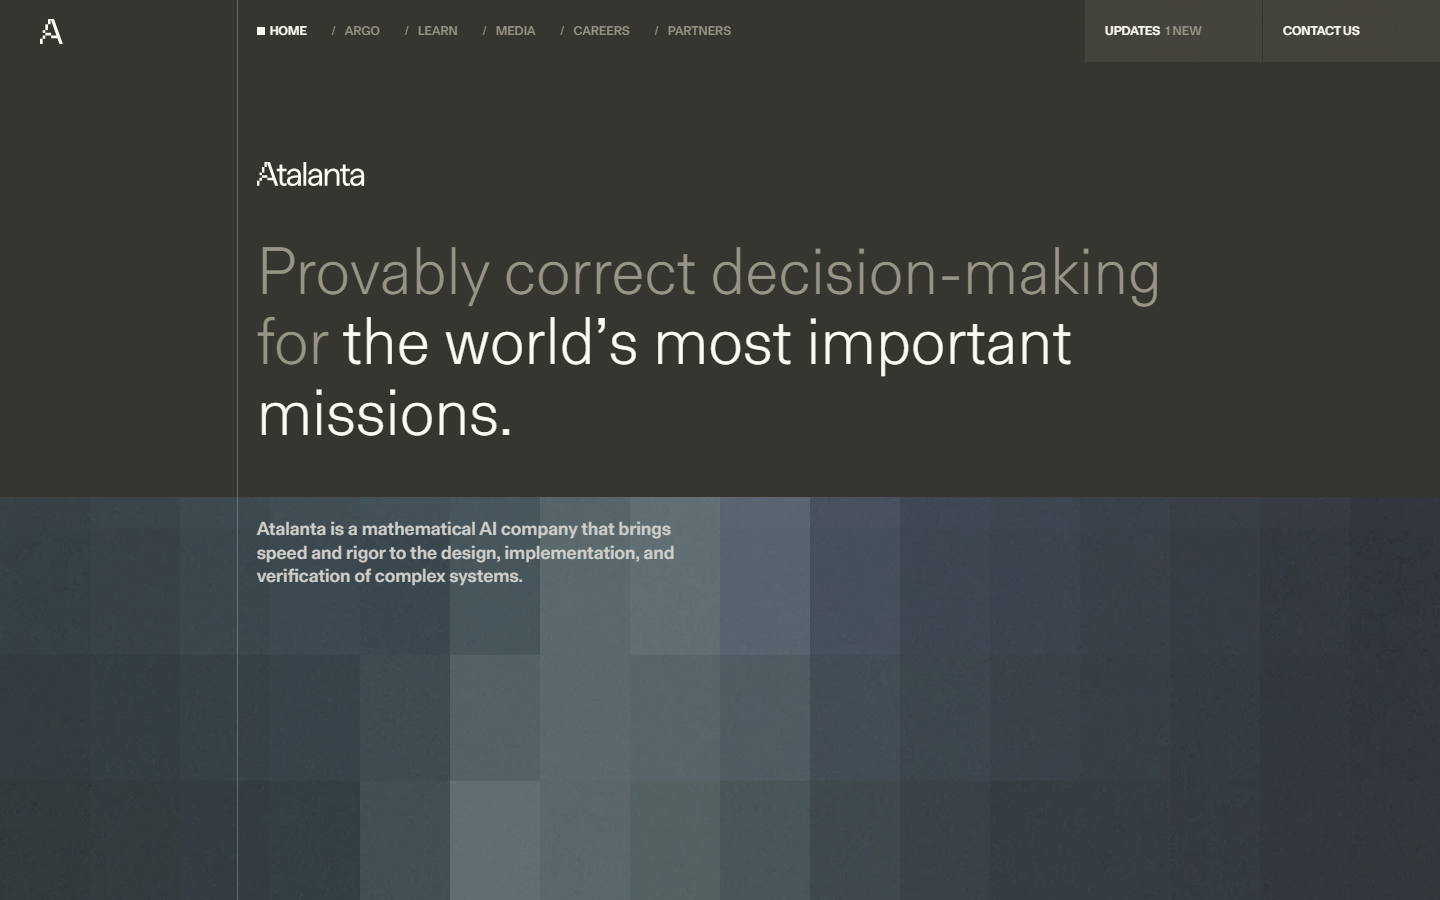 A
HOME / ARGO / LEARN / MEDIA / CAREERS / PARTNERS
UPDATES 1 NEW
CONTACT US
Atalanta
Provably correct decision-making
for the world’s most important
missions.
Atalanta is a mathematical AI company that brings
speed and rigor to the design, implementation, and
verification of complex systems.